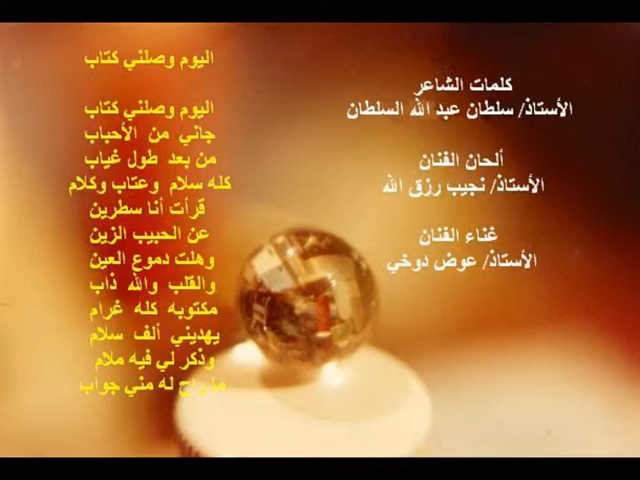 اليوم وصلني كتاب
كلمات الشاعر
الأستاذ/ سلطان عبد الله السلطان
ألحان الفنان
الأستاذ/ نجيب رزق الله
غناء الفنان
الأستاذ/ عوض دوخي
اليوم وصلني كتاب
جاني من الأحباب
من بعد طول غياب
كله سلام وعتاب وكلام
قرأت أنا سطرين
عن الحبيب الزين
وهلت دموع العين
والقلب والله ذاب
مكتوبه كله غرام
يهديني ألف سلام
وذكر لي فيه ملام
ما راح له مني جواب